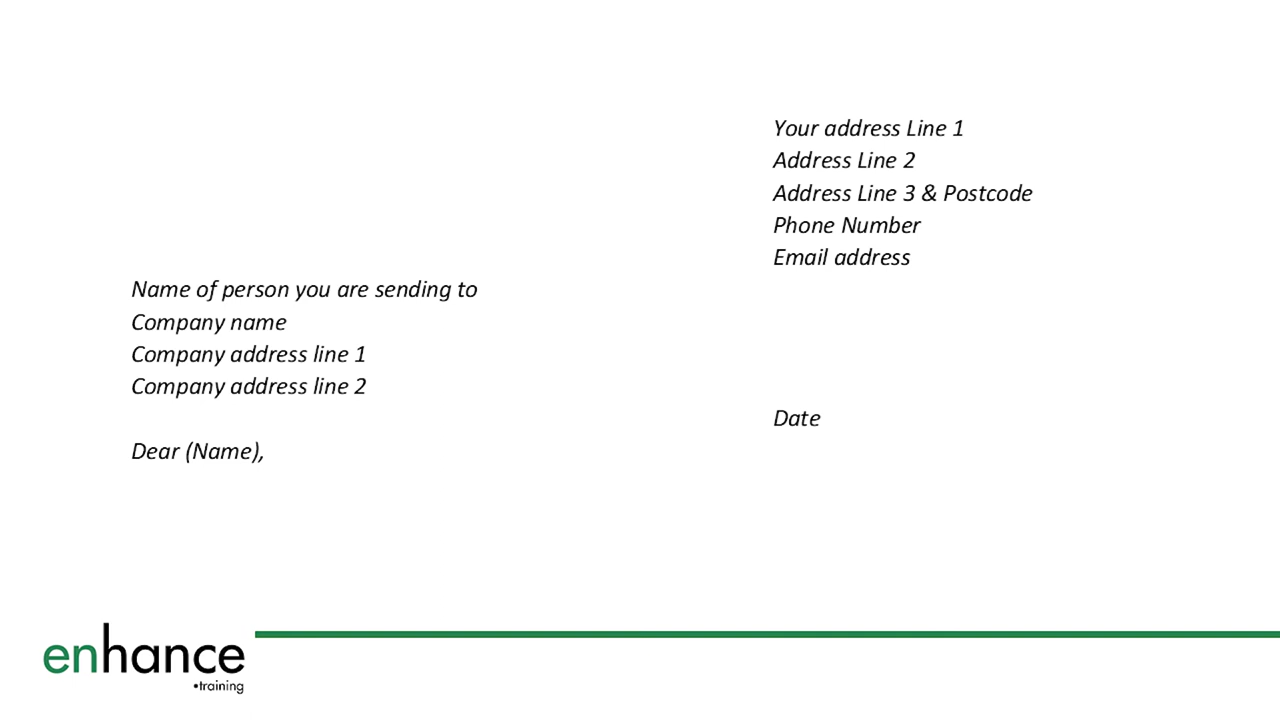 Your address Line 1
Address Line 2
Address Line 3 & Postcode
Phone Number
Email address
Name of person you are sending to
Company name
Company address line 1
Company address line 2
Date
Dear (Name),
enhance
•training